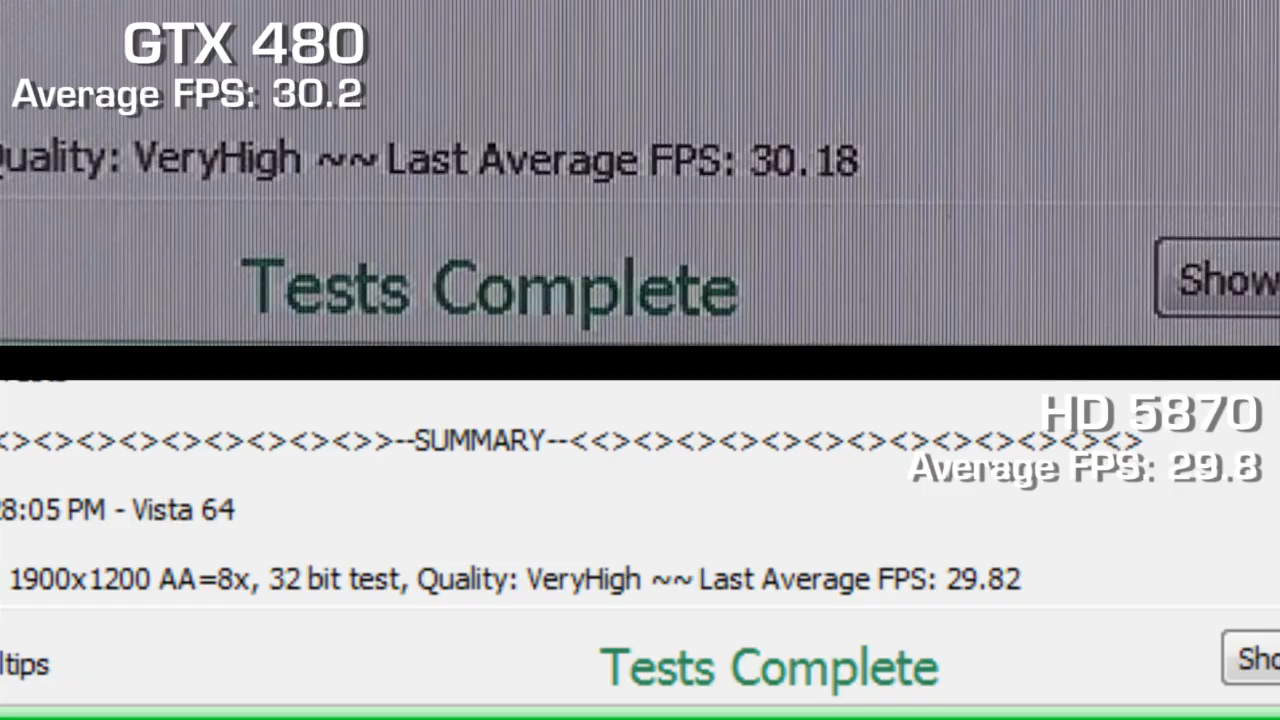 GTX 480
Average FPS: 30.2
Quality: VeryHigh ~~ Last Average FPS: 30.18
Tests Complete
Show
HD 5870
<><><><><><><><><>>--SUMMARY--<<><><><><><><><>
Average FPS: 29.8
28:05 PM - Vista 64
1900x1200 AA=8x, 32 bit test, Quality: VeryHigh ~~ Last Average FPS: 29.82
ltips
Tests Complete
Sho